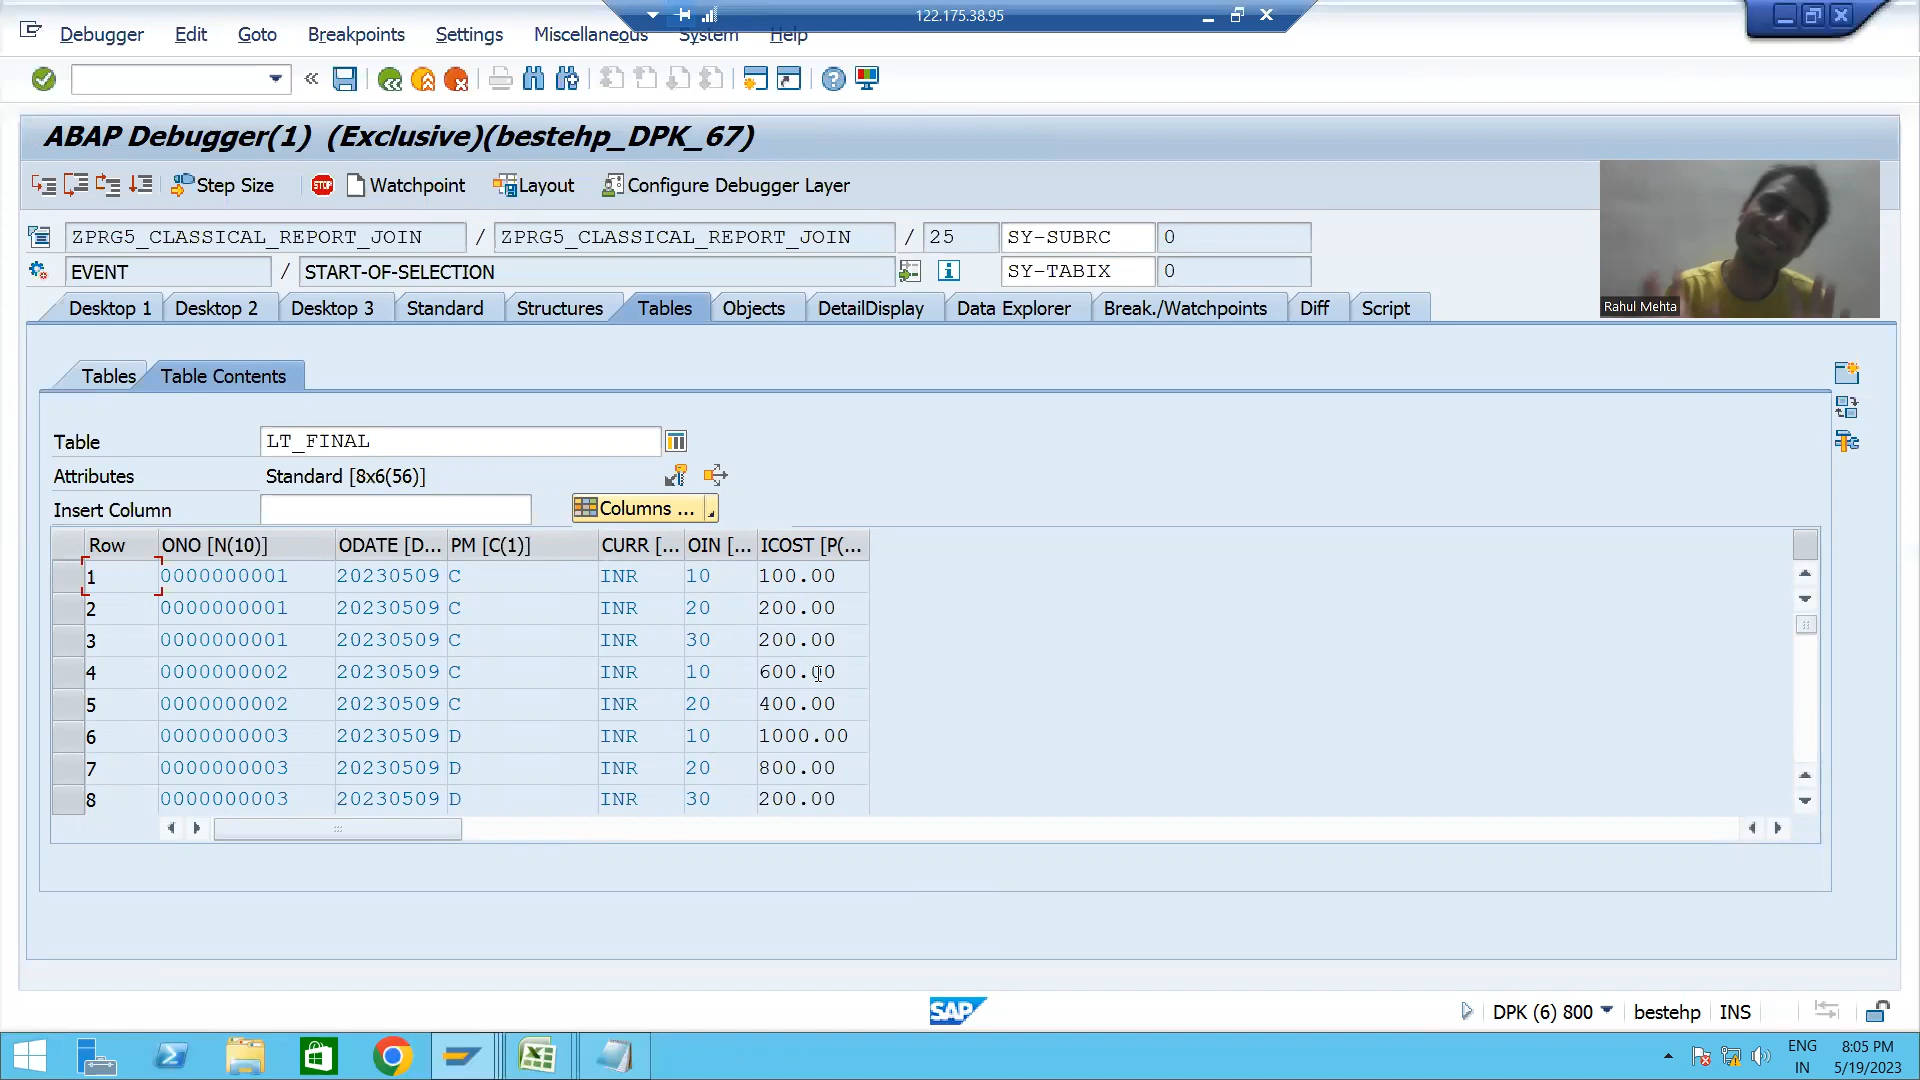 122.175.38.95
Debugger Edit Goto Breakpoints Settings Miscellaneous System Help
ABAP Debugger(1) (Exclusive)(bestehp_DPK_67)
Step Size STOP Watchpoint Layout Configure Debugger Layer
ZPRG5_CLASSICAL_REPORT_JOIN / ZPRG5_CLASSICAL_REPORT_JOIN / 25 SY-SUBRC 0
EVENT / START-OF-SELECTION SY-TABIX 0
Rahul Mehta
Desktop 1 Desktop 2 Desktop 3 Standard Structures Tables Objects DetailDisplay Data Explorer Break./Watchpoints Diff Script
Tables Table Contents
Table LT_FINAL
Attributes Standard [8x6(56)]
Insert Column Columns ...
Row ONO [N(10)] ODATE [D... PM [C(1)] CURR [... OIN [... ICOST [P(...
1 0000000001 20230509 C INR 10 100.00
2 0000000001 20230509 C INR 20 200.00
3 0000000001 20230509 C INR 30 200.00
4 0000000002 20230509 C INR 10 600.00
5 0000000002 20230509 C INR 20 400.00
6 0000000003 20230509 D INR 10 1000.00
7 0000000003 20230509 D INR 20 800.00
8 0000000003 20230509 D INR 30 200.00
SAP DPK (6) 800 bestehp INS
ENG 8:05 PM
IN 5/19/2023